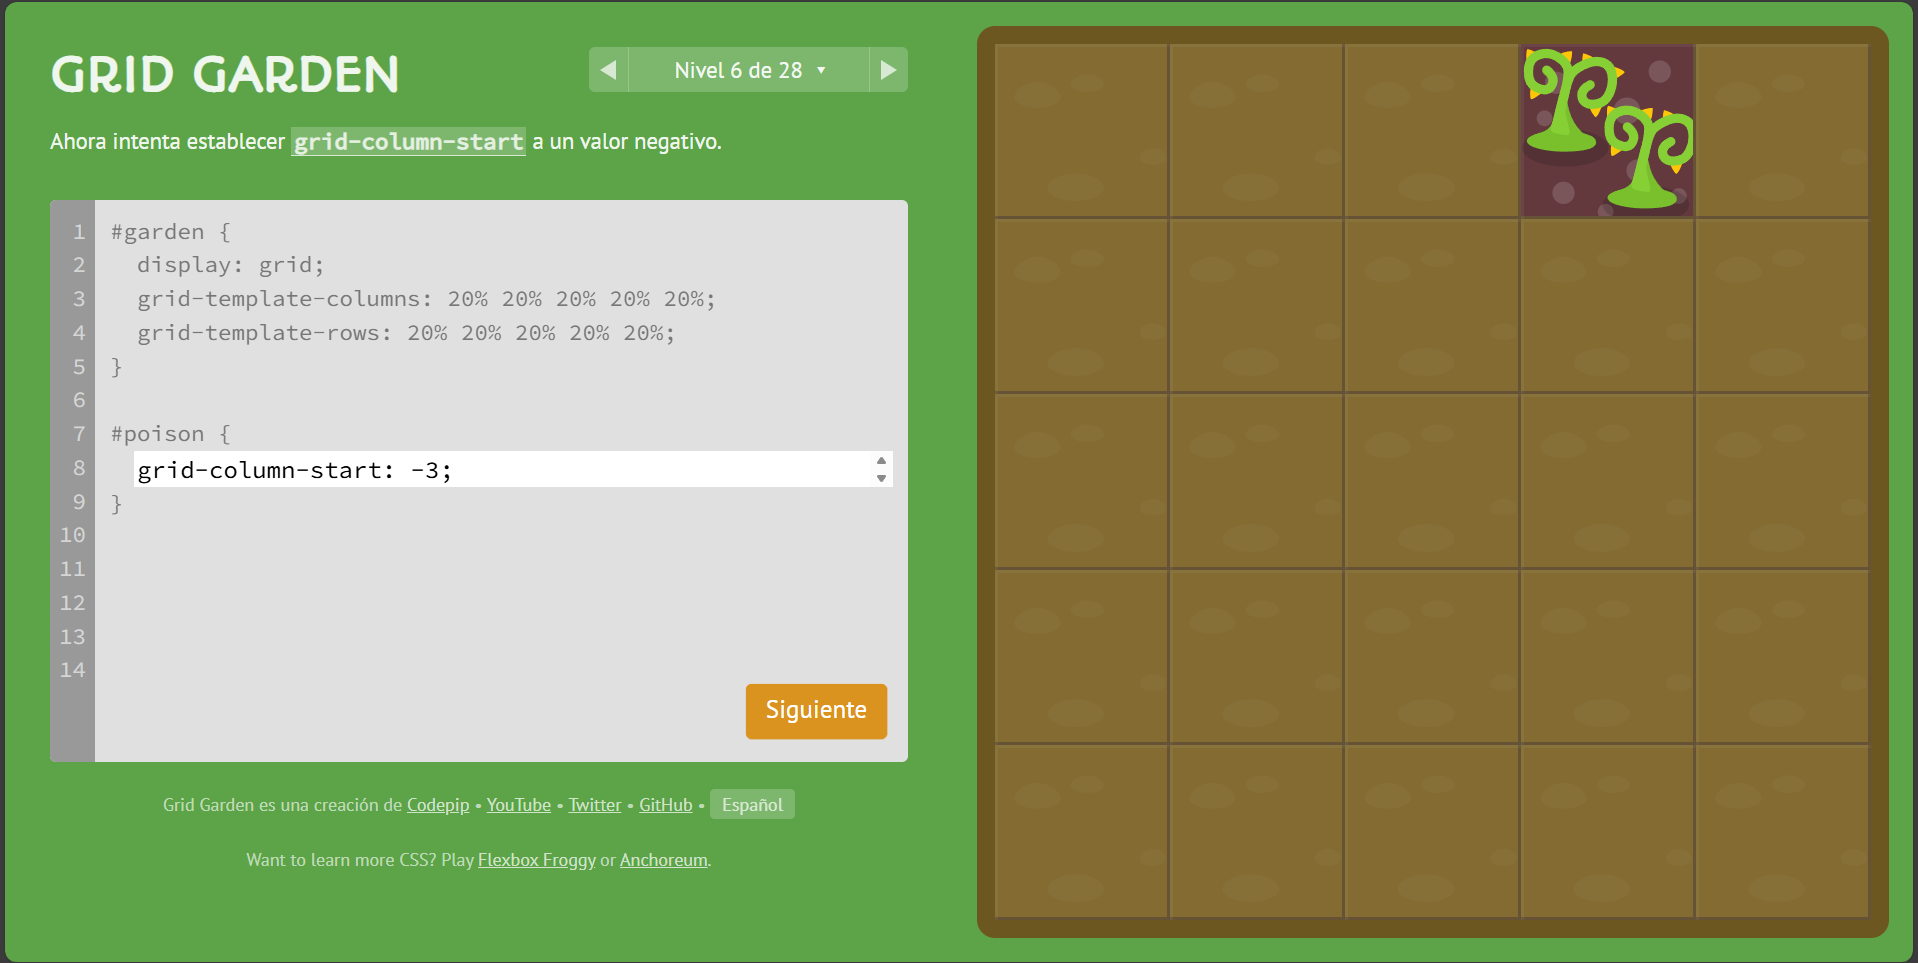 GRID GARDEN
Nivel 6 de 28
Ahora intenta establecer grid-column-start a un valor negativo.
1 #garden {
2 display: grid;
3 grid-template-columns: 20% 20% 20% 20% 20%;
4 grid-template-rows: 20% 20% 20% 20% 20%;
5 }
6
7 #poison {
8 grid-column-start: -3;
9 }
10
11
12
13
14
Siguiente
Grid Garden es una creación de Codepip • YouTube • Twitter • GitHub • Español
Want to learn more CSS? Play Flexbox Froggy or Anchoreum.